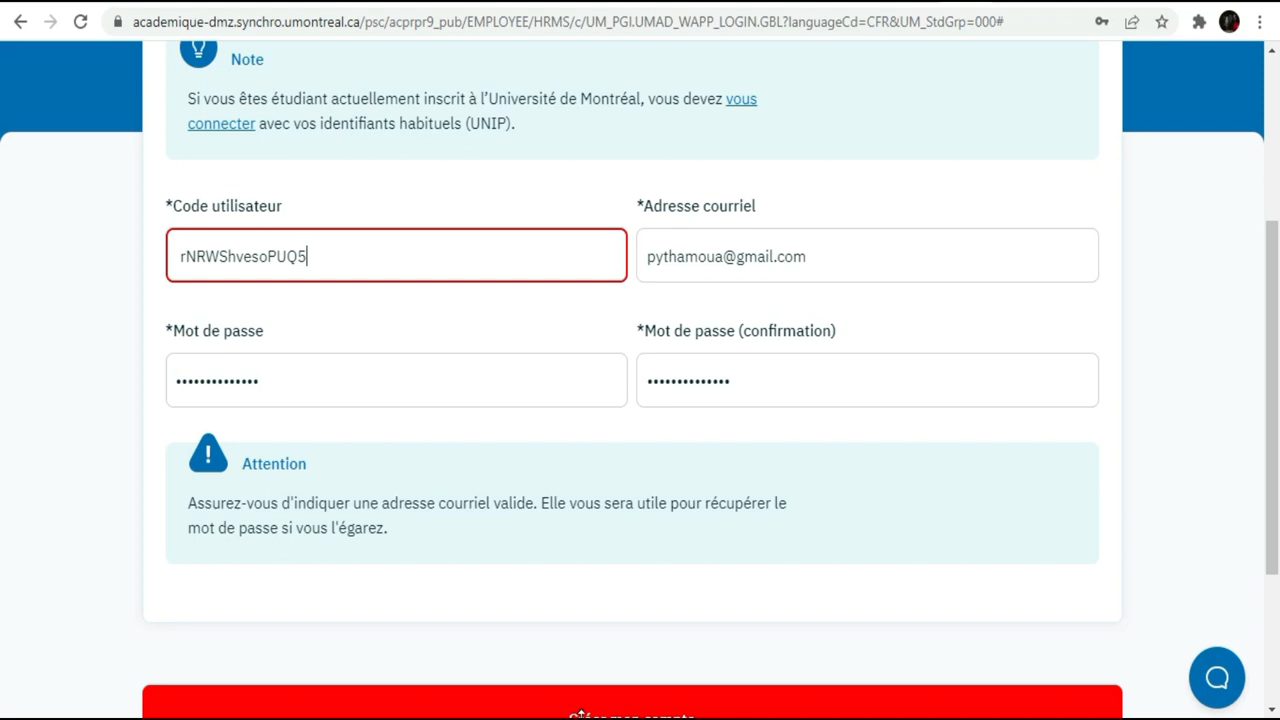 academique-dmz.synchro.umontreal.ca/psc/acprpr9_pub/EMPLOYEE/HRMS/c/UM_PGI.UMAD_WAPP_LOGIN.GBL?languageCd=CFR&UM_StdGrp=000#
Note
Si vous êtes étudiant actuellement inscrit à l’Université de Montréal, vous devez vous
connecter avec vos identifiants habituels (UNIP).
*Code utilisateur
*Adresse courriel
rNRWShvesoPUQ5
pythamoua@gmail.com
*Mot de passe
*Mot de passe (confirmation)
••••••••••••••
••••••••••••••
Attention
Assurez-vous d'indiquer une adresse courriel valide. Elle vous sera utile pour récupérer le
mot de passe si vous l'égarez.